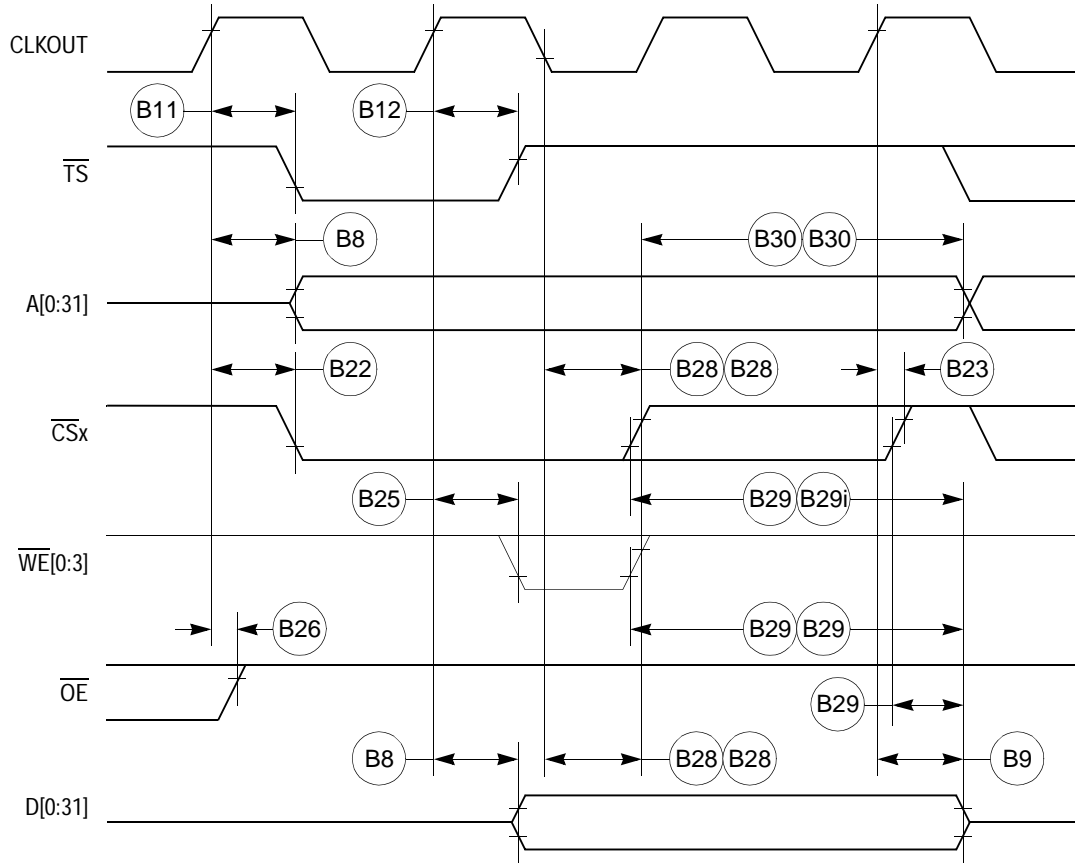 CLKOUT
B11 B12
TS
B8 B30 B30
A[0:31]
B22 B28 B28 B23
CSx
B25 B29 B29i
WE[0:3]
B26 B29 B29
OE
B29
B8 B28 B28 B9
D[0:31]